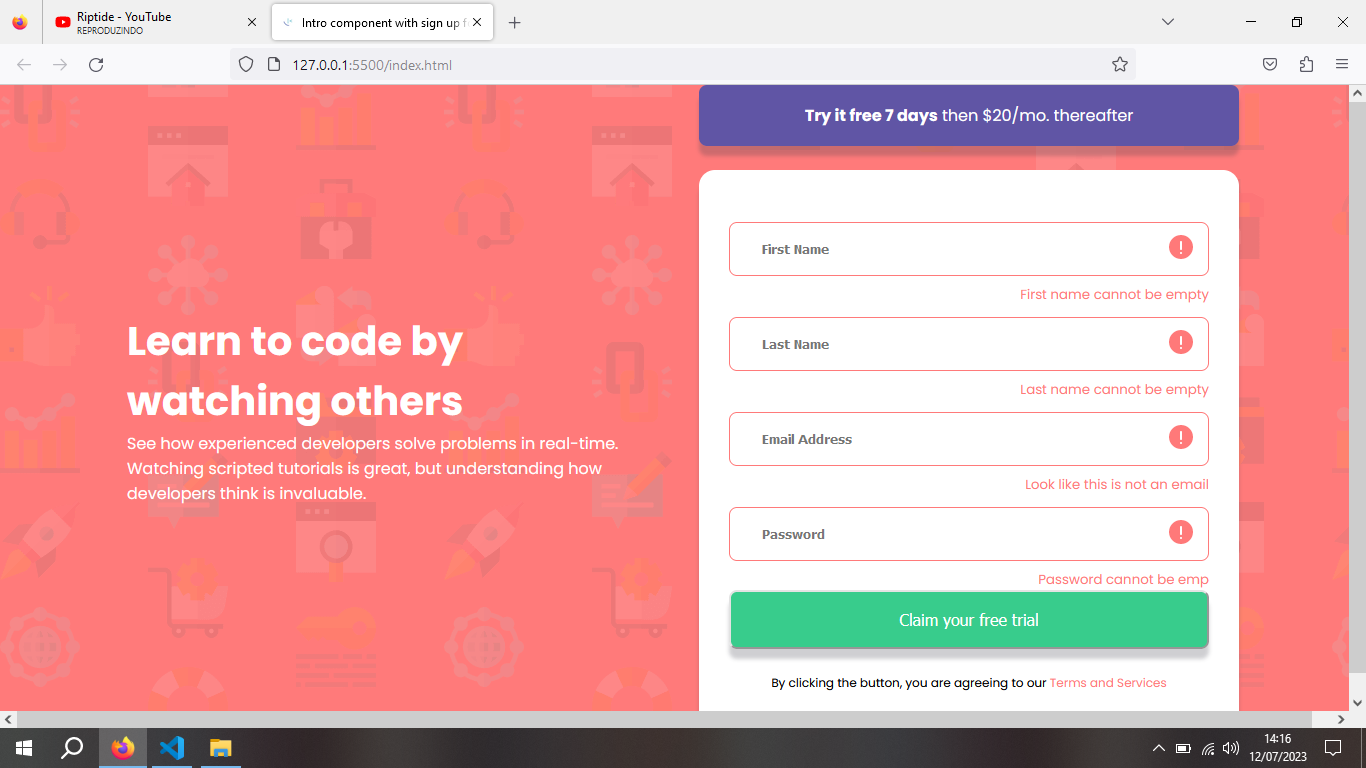 Riptide - YouTube
REPRODUZINDO
Intro component with sign up
127.0.0.1:5500/index.html
Try it free 7 days then $20/mo. thereafter
Learn to code by
watching others
See how experienced developers solve problems in real-time.
Watching scripted tutorials is great, but understanding how
developers think is invaluable.
First Name
First name cannot be empty
Last Name
Last name cannot be empty
Email Address
Look like this is not an email
Password
Password cannot be emp
Claim your free trial
By clicking the button, you are agreeing to our Terms and Services
14:16
12/07/2023